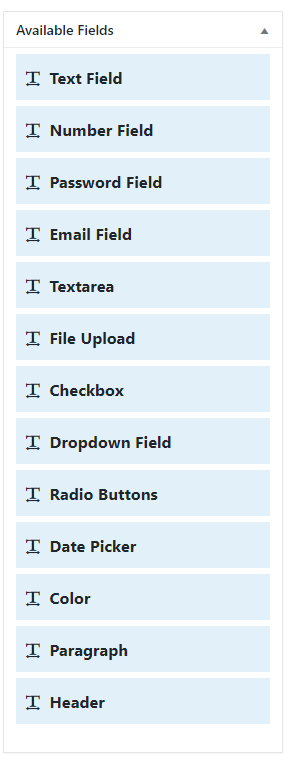 Available Fields
Text Field
Number Field
Password Field
Email Field
Textarea
File Upload
Checkbox
Dropdown Field
Radio Buttons
Date Picker
Color
Paragraph
Header